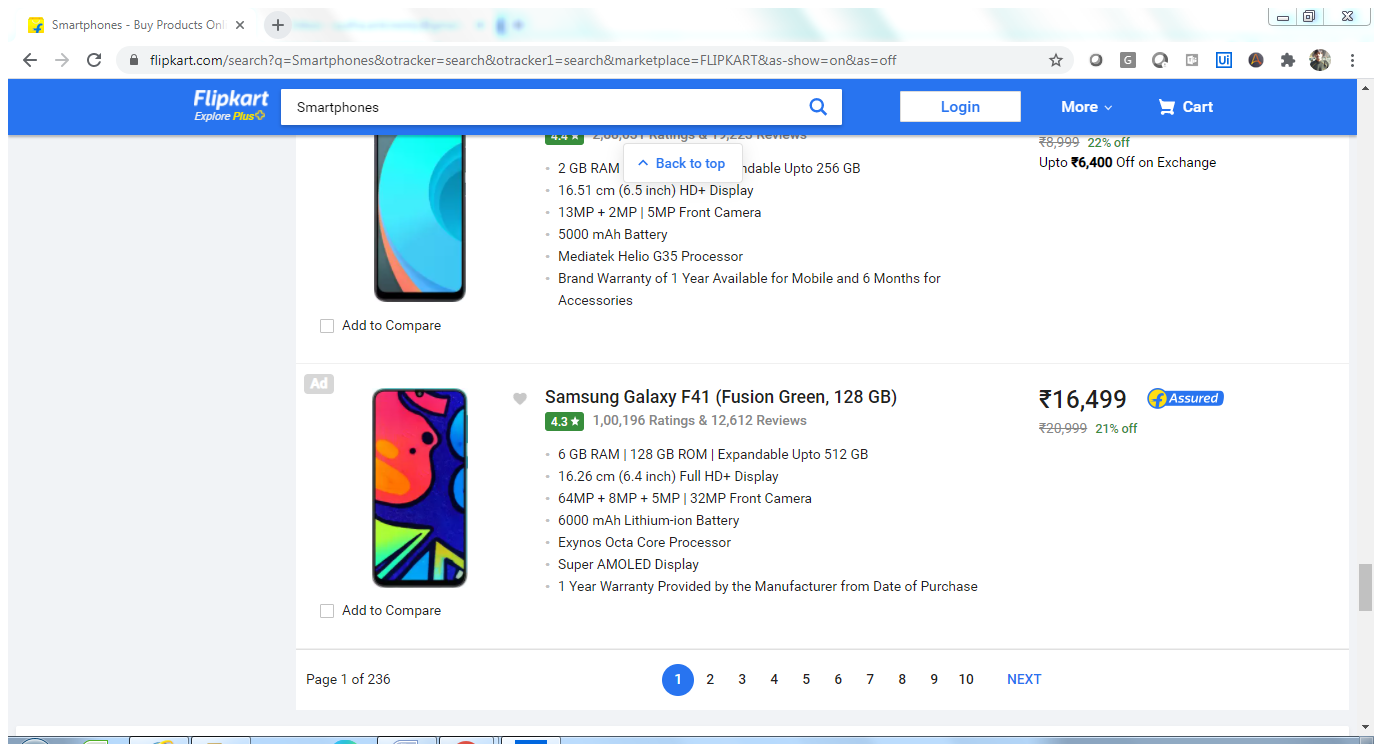 Smartphones - Buy Products Onl
flipkart.com/search?q=Smartphones&otracker=search&otracker1=search&marketplace=FLIPKART&as-show=on&as=off
G
Ui
A
Flipkart
Explore Plus
Smartphones
Login
More
Cart
4.4 ★ Ratings & 19,223 Reviews
₹8,999 22% off
Back to top
Upto ₹6,400 Off on Exchange
2 GB RAM Expandable Upto 256 GB
16.51 cm (6.5 inch) HD+ Display
13MP + 2MP | 5MP Front Camera
5000 mAh Battery
Mediatek Helio G35 Processor
Brand Warranty of 1 Year Available for Mobile and 6 Months for
Accessories
Add to Compare
Ad
Samsung Galaxy F41 (Fusion Green, 128 GB)
4.3 ★ 1,00,196 Ratings & 12,612 Reviews
₹16,499
Assured
₹20,999 21% off
6 GB RAM | 128 GB ROM | Expandable Upto 512 GB
16.26 cm (6.4 inch) Full HD+ Display
64MP + 8MP + 5MP | 32MP Front Camera
6000 mAh Lithium-ion Battery
Exynos Octa Core Processor
Super AMOLED Display
1 Year Warranty Provided by the Manufacturer from Date of Purchase
Add to Compare
Page 1 of 236
1 2 3 4 5 6 7 8 9 10 NEXT